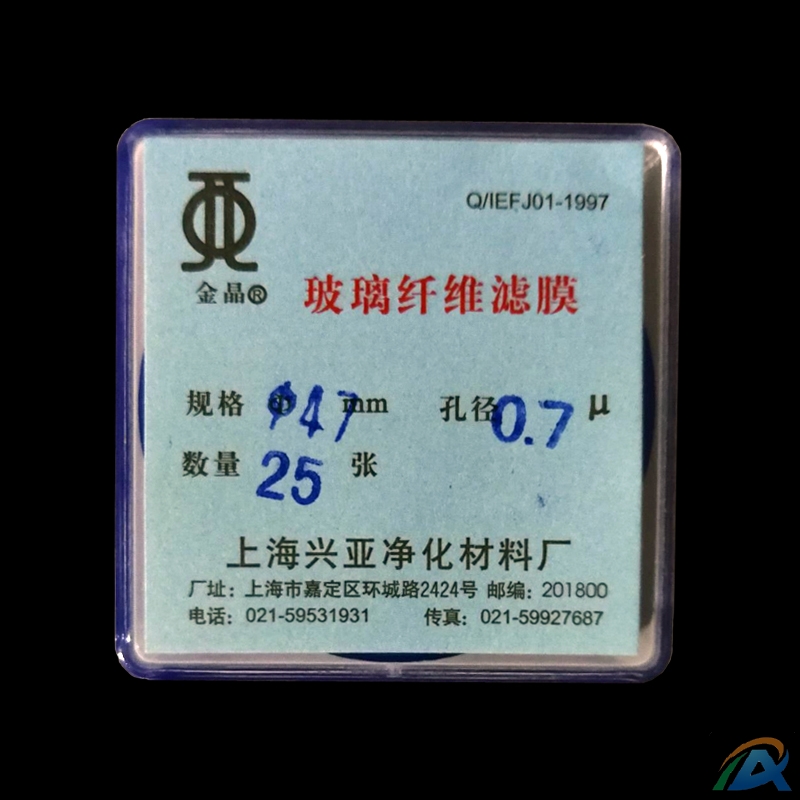 Q/IEFJ01-1997
金晶®
玻璃纤维滤膜
规格 φ47 mm 孔径 0.7 μ
数量 25 张
上海兴亚净化材料厂
厂址：上海市嘉定区环城路2424号 邮编：201800
电话：021-59531931 传真：021-59927687